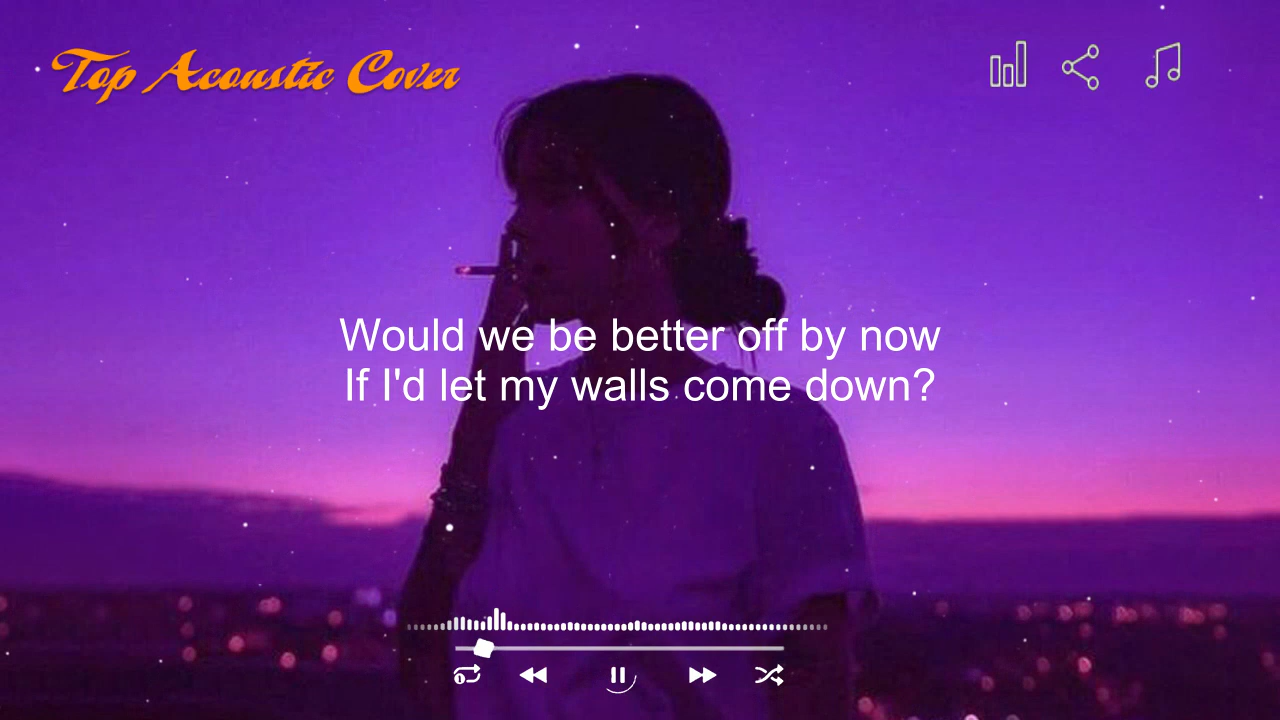 Top Acoustic Cover
Would we be better off by now
If I'd let my walls come down?